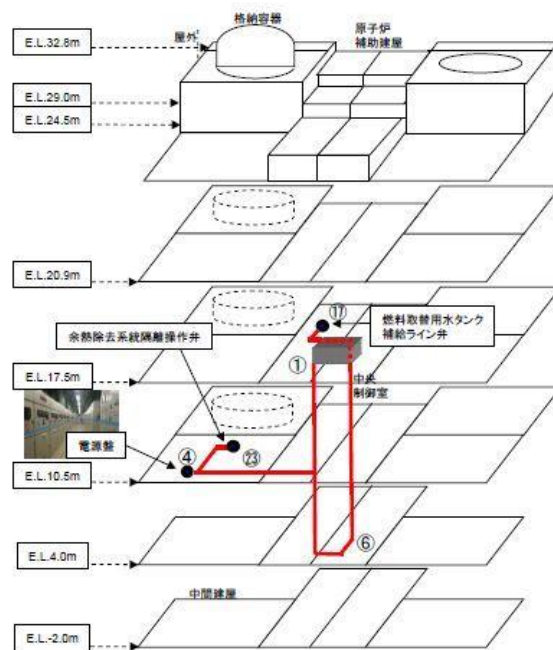 格納容器
屋外
原子炉
補助建屋
E.L.32.8m
E.L.29.0m
E.L.24.5m
E.L.20.9m
⑰
燃料取替用水タンク
補給ライン弁
余熱除去系統隔離操作弁
①
中央
制御室
E.L.17.5m
電源盤
④
㉓
E.L.10.5m
⑥
E.L.4.0m
中間建屋
E.L.-2.0m